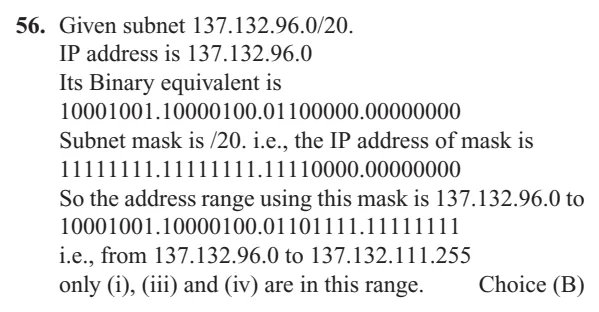 56. Given subnet 137.132.96.0/20.
IP address is 137.132.96.0
Its Binary equivalent is
10001001.10000100.01100000.00000000
Subnet mask is /20. i.e., the IP address of mask is
11111111.11111111.11110000.00000000
So the address range using this mask is 137.132.96.0 to
10001001.10000100.01101111.11111111
i.e., from 137.132.96.0 to 137.132.111.255
only (i), (iii) and (iv) are in this range. Choice (B)